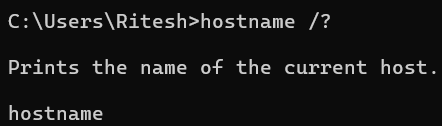 C:\Users\Ritesh>hostname /?
Prints the name of the current host.
hostname